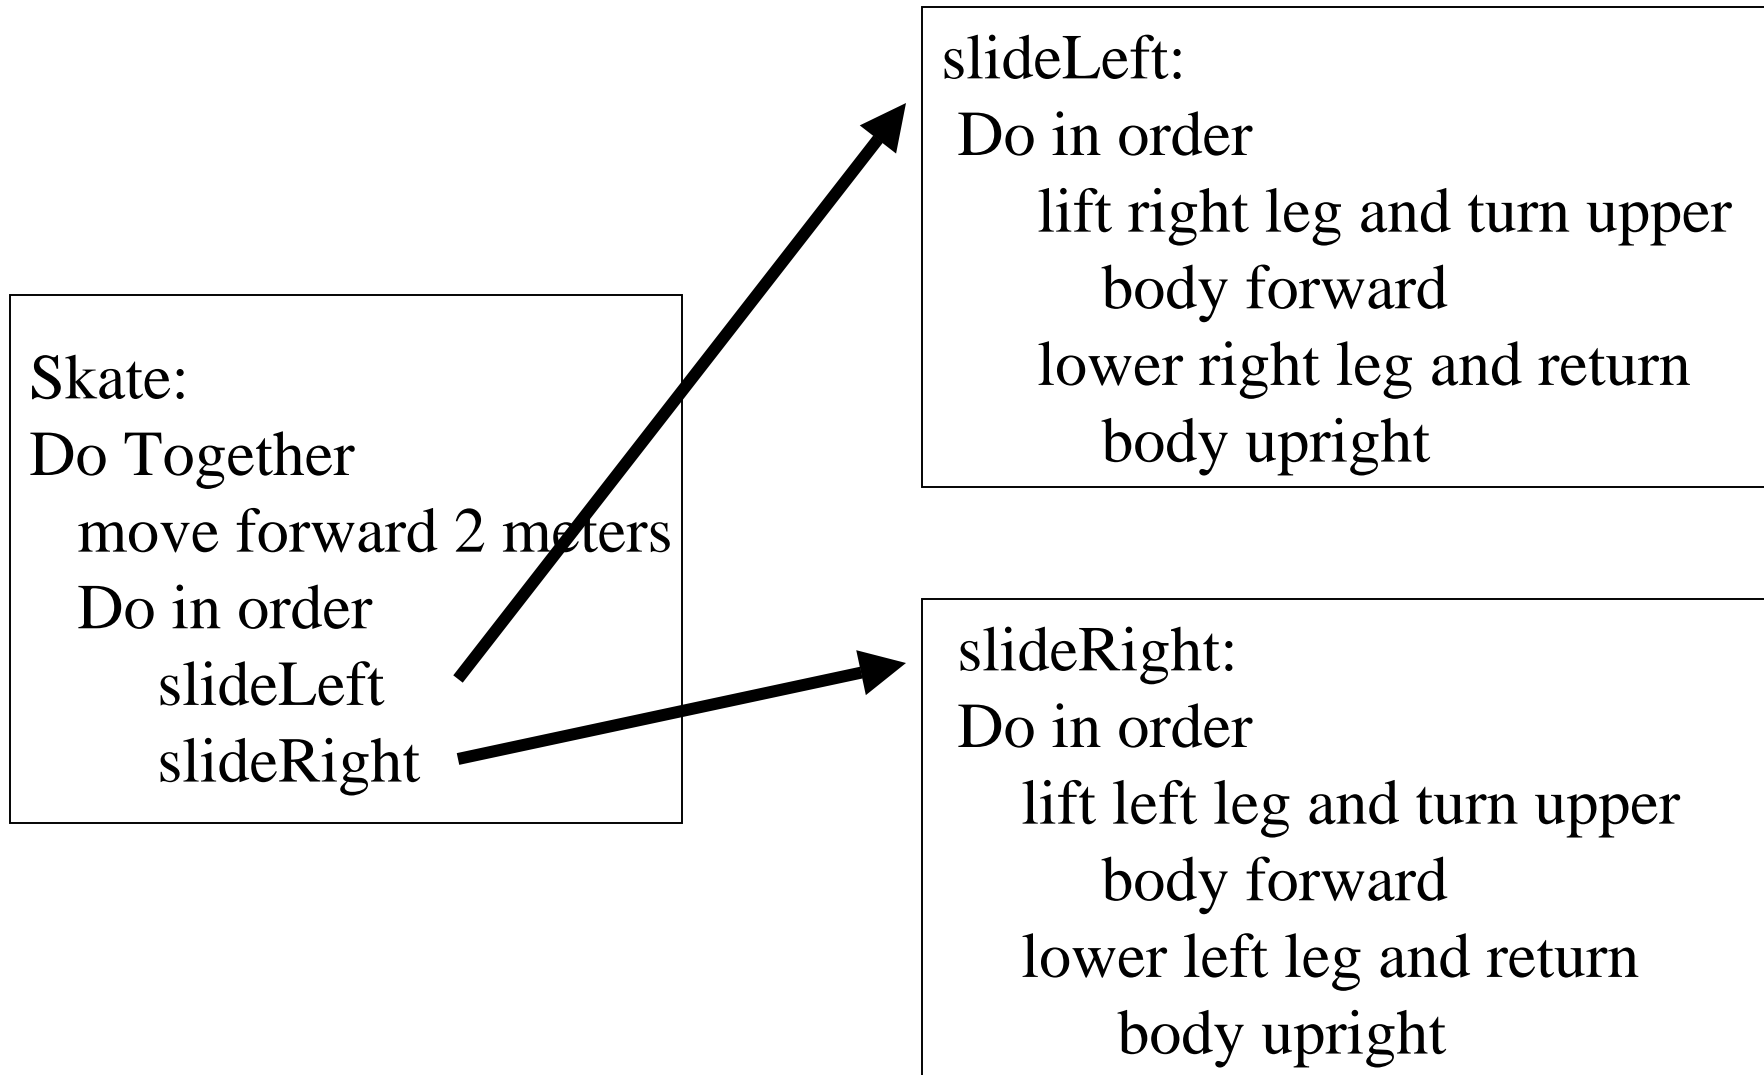 Skate:
Do Together
move forward 2 meters
Do in order
slideLeft
slideRight
slideLeft:
Do in order
lift right leg and turn upper
body forward
lower right leg and return
body upright
slideRight:
Do in order
lift left leg and turn upper
body forward
lower left leg and return
body upright